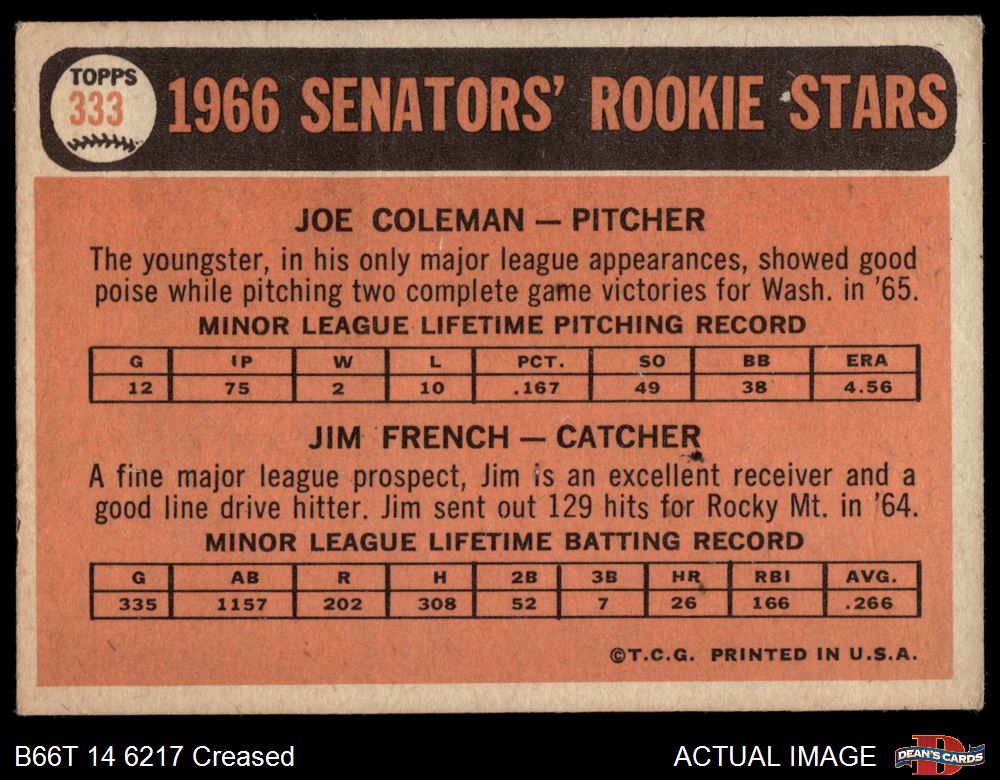 TOPPS
333
1966 SENATORS' ROOKIE STARS
JOE COLEMAN — PITCHER
The youngster, in his only major league appearances, showed good
poise while pitching two complete game victories for Wash. in '65.
MINOR LEAGUE LIFETIME PITCHING RECORD
G IP W L PCT. SO BB ERA
12 75 2 10 .167 49 38 4.56
JIM FRENCH — CATCHER
A fine major league prospect, Jim is an excellent receiver and a
good line drive hitter. Jim sent out 129 hits for Rocky Mt. in '64.
MINOR LEAGUE LIFETIME BATTING RECORD
G AB R H 2B 3B HR RBI AVG.
335 1157 202 308 52 7 26 166 .266
©T.C.G. PRINTED IN U.S.A.
B66T 14 6217 Creased
ACTUAL IMAGE
DEAN'S CARDS